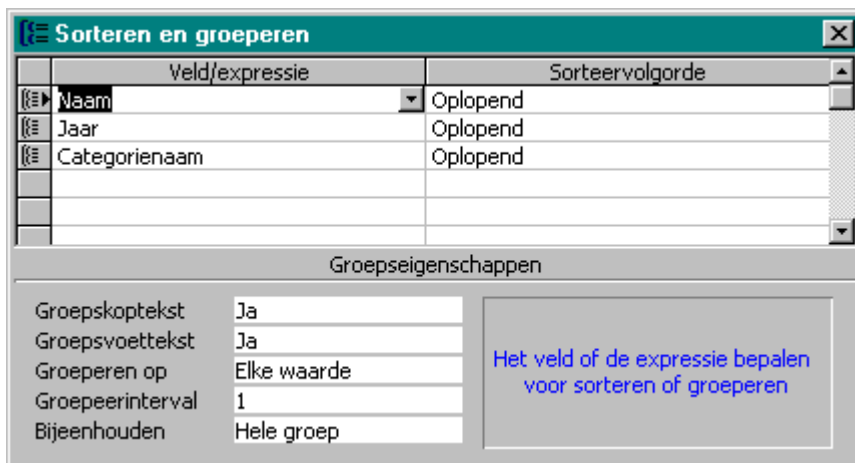 Sorteren en groeperen
Veld/expressie Sorteervolgorde
Naam Oplopend
Jaar Oplopend
Categorienaam Oplopend
Groepseigenschappen
Groepskoptekst Ja
Groepsvoettekst Ja
Groeperen op Elke waarde
Groepeerinterval 1
Bijeenhouden Hele groep
Het veld of de expressie bepalen
voor sorteren of groeperen